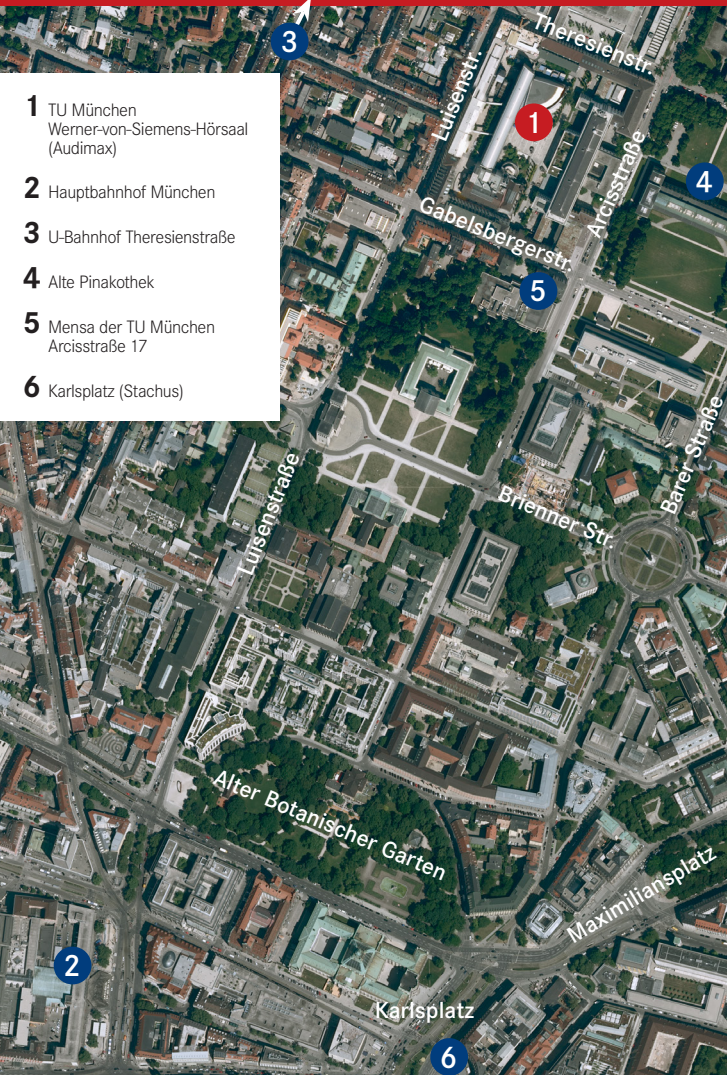 3
Theresienstr.
Luisenstr.
1
Arcisstraße
4
Gabelsbergerstr.
5
1 TU München
Werner-von-Siemens-Hörsaal
(Audimax)
2 Hauptbahnhof München
3 U-Bahnhof Theresienstraße
4 Alte Pinakothek
5 Mensa der TU München
Arcisstraße 17
6 Karlsplatz (Stachus)
Barer Straße
Brienner Str.
Luisenstraße
Alter Botanischer Garten
Maximiliansplatz
2
Karlsplatz
6